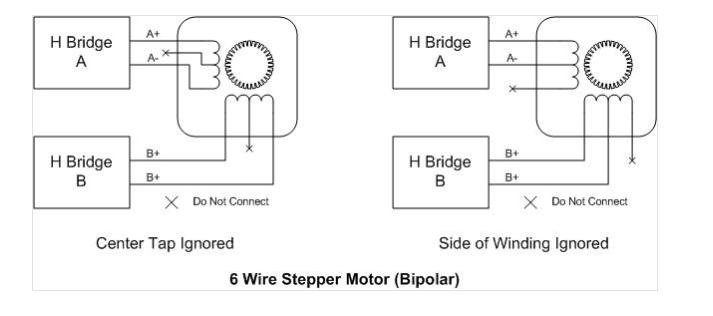 H Bridge
A
A+
A-
H Bridge
B
B+
B+
Do Not Connect
Center Tap Ignored
H Bridge
A
A+
A-
H Bridge
B
B+
B+
Do Not Connect
Side of Winding Ignored
6 Wire Stepper Motor (Bipolar)